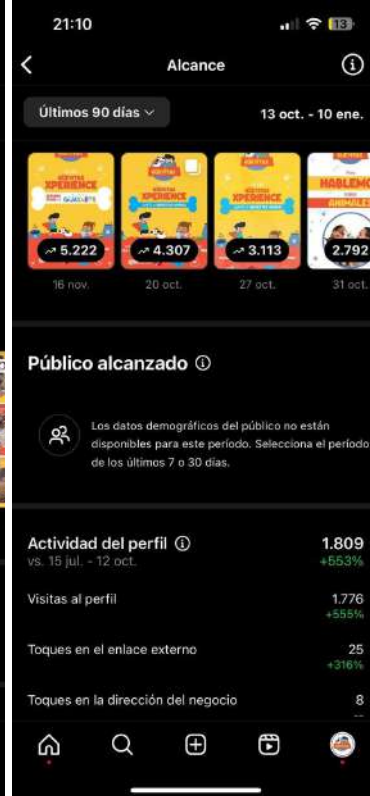 21:10
13
Alcance
Últimos 90 días
13 oct. - 10 ene.
XPERIENCE
XPERIENCE
XPERIENCE
HABLEMO
ANIMALES
5.222
4.307
3.113
2.792
16 nov.
20 oct.
27 oct.
31 oct.
Público alcanzado
Los datos demográficos del público no están
disponibles para este período. Selecciona el período
de los últimos 7 o 30 días.
Actividad del perfil
1.809
vs. 15 jul. - 12 oct.
+553%
Visitas al perfil
1.776
+555%
Toques en el enlace externo
25
+316%
Toques en la dirección del negocio
8
--